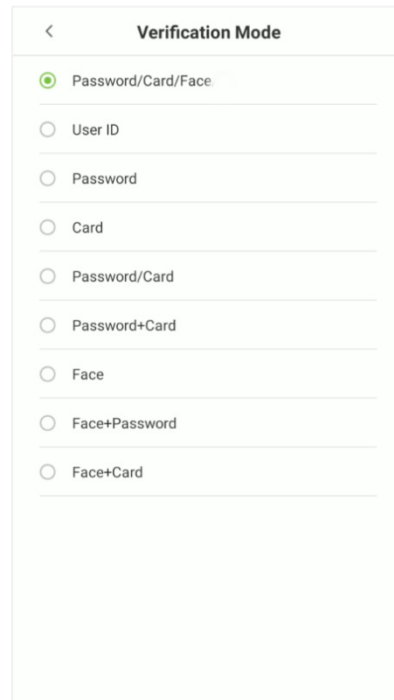 Verification Mode
Password/Card/Face
User ID
Password
Card
Password/Card
Password+Card
Face
Face+Password
Face+Card